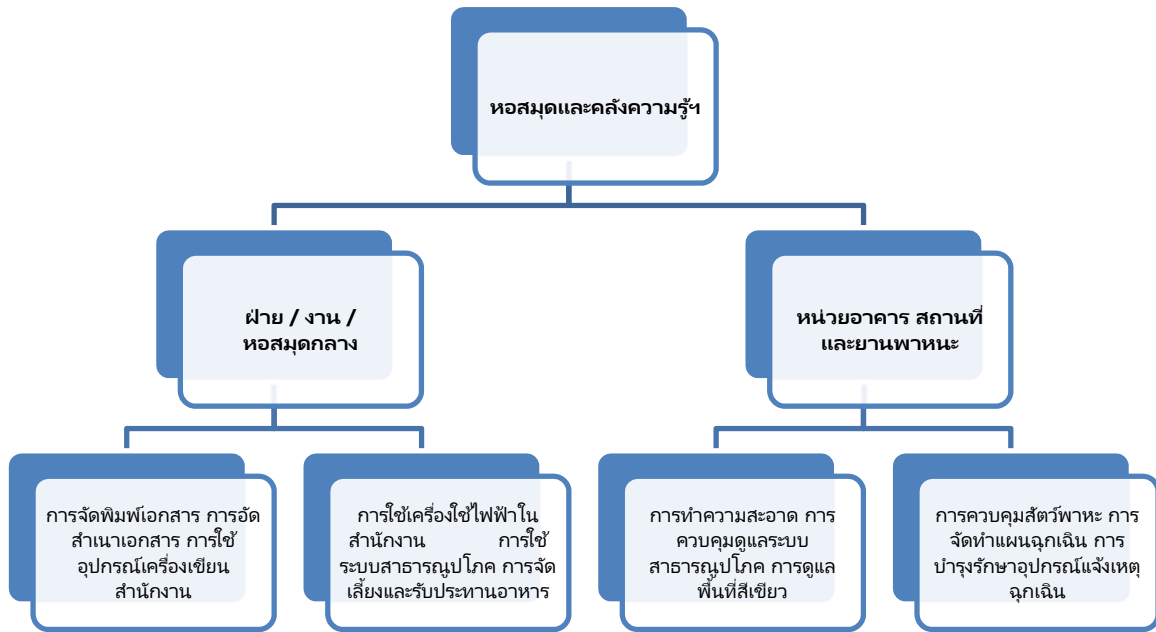 หอสมุดและคลังความรู้ฯ
ฝ่าย / งาน /
หอสมุดกลาง
หน่วยอาคาร สถานที่
และยานพาหนะ
การจัดพิมพ์เอกสาร การอัด
สำเนาเอกสาร การใช้
อุปกรณ์เครื่องเขียน
สำนักงาน
การใช้เครื่องใช้ไฟฟ้าใน
สำนักงาน การใช้
ระบบสาธารณูปโภค การจัด
เลี้ยงและรับประทานอาหาร
การทำความสะอาด การ
ควบคุมดูแลระบบ
สาธารณูปโภค การดูแล
พื้นที่สีเขียว
การควบคุมสัตว์พาหะ การ
จัดทำแผนฉุกเฉิน การ
บำรุงรักษาอุปกรณ์แจ้งเหตุ
ฉุกเฉิน